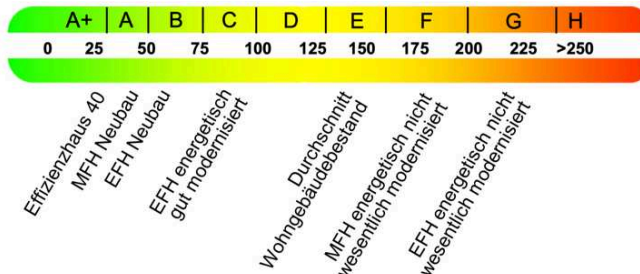 A+ A B C D E F G H
0 25 50 75 100 125 150 175 200 225 >250
Effizienzhaus 40
MFH Neubau
EFH Neubau
EFH energetisch
gut modernisiert
Durchschnitt
Wohngebäudebestand
MFH energetisch nicht
wesentlich modernisiert
EFH energetisch nicht
wesentlich modernisiert